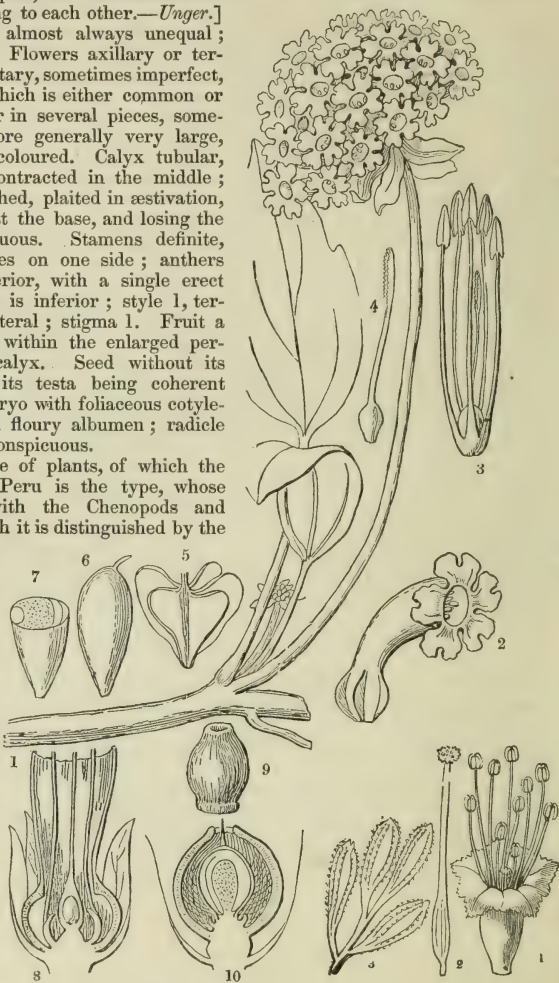 ng to each other.—Unger.]
almost always unequal ;
Flowers axillary or ter-
tary, sometimes imperfect,
hich is either common or
r in several pieces, some-
ore generally very large,
coloured. Calyx tubular,
ontracted in the middle ;
hed, plaited in æstivation,
t the base, and losing the
uous. Stamens definite,
es on one side ; anthers
erior, with a single erect
is inferior ; style 1, ter-
teral ; stigma 1. Fruit a
within the enlarged per-
calyx. Seed without its
its testa being coherent
ryo with foliaceous cotyle-
floury albumen ; radicle
onspicuous.
e of plants, of which the
Peru is the type, whose
vith the Chenopods and
h it is distinguished by the
4
3
7
6
5
2
1
9
8
10
3
2
1